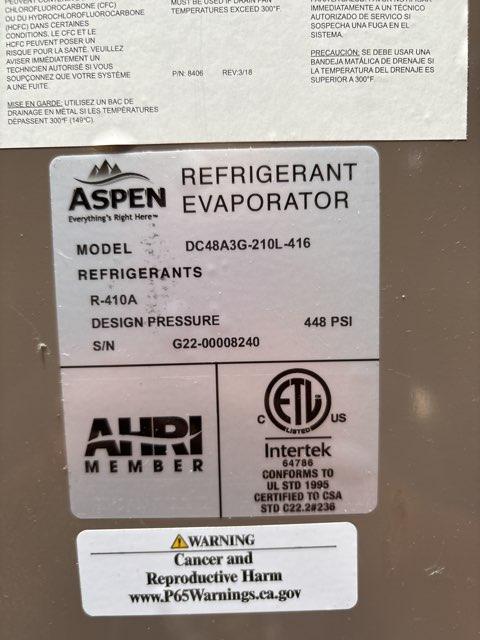 PEUVENT CONTENIR
CHLOROFLUOROCARBONE (CFC)
OU DU HYDROCHLOROFLUOROCARBONE
(HCFC) DANS CERTAINES
CONDITIONS. LE CFC ET LE
HCFC PEUVENT POSER UN
RISQUE POUR LA SANTÉ. VEUILLEZ
AVISER IMMÉDIATEMENT UN
TECHNICIEN AUTORISÉ SI VOUS
SOUPÇONNEZ QUE VOTRE SYSTÈME
A UNE FUITE.
MISE EN GARDE: UTILISEZ UN BAC DE
DRAINAGE EN MÉTAL SI LES TEMPÉRATURES
DÉPASSENT 300°F (149°C).
MUST BE USED IF DRAIN PAN
TEMPERATURES EXCEED 300°F.
P/N: 8406 REV:3/18
IMMEDIATAMENTE A UN TÉCNICO
AUTORIZADO DE SERVICIO SI
SOSPECHA UNA FUGA EN EL
SISTEMA.
PRECAUCIÓN: SE DEBE USAR UNA
BANDEJA MATÁLICA DE DRENAJE SI
LA TEMPERATURA DEL DRENAJE ES
SUPERIOR A 300°F.
ASPEN
Everything's Right Here™
REFRIGERANT
EVAPORATOR
MODEL DC48A3G-210L-416
REFRIGERANTS
R-410A
DESIGN PRESSURE 448 PSI
S/N G22-00008240
AHRI
MEMBER
C ETL US
LISTED
Intertek
64786
CONFORMS TO
UL STD 1995
CERTIFIED TO CSA
STD C22.2#236
WARNING
Cancer and
Reproductive Harm
www.P65Warnings.ca.gov